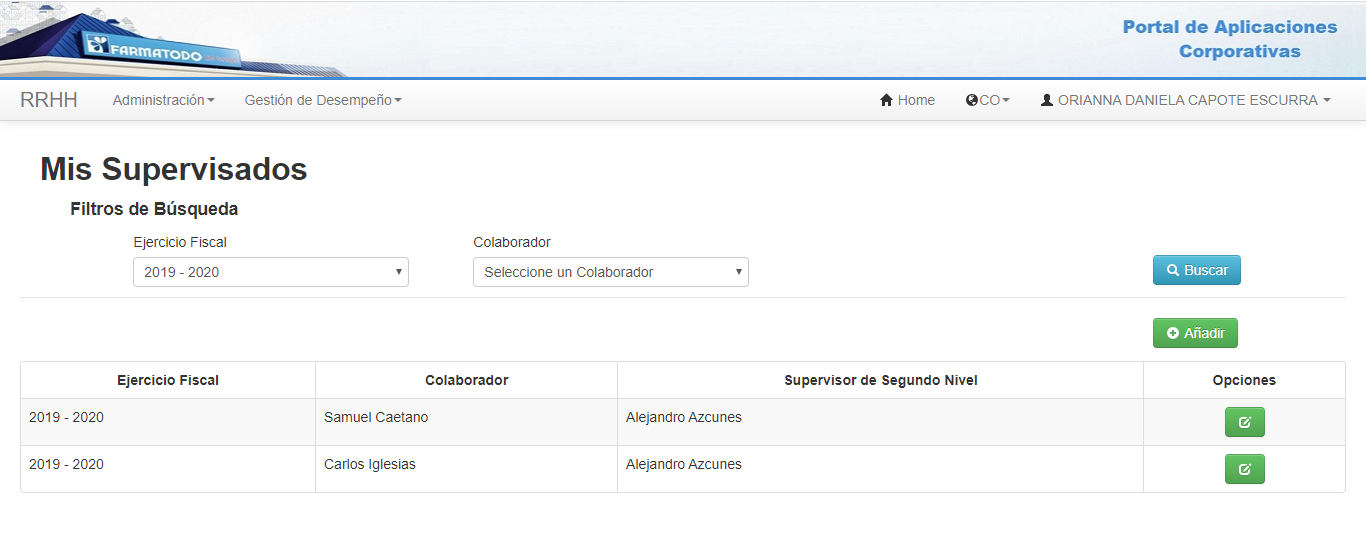 FARMATODO
Portal de Aplicaciones
Corporativas
RRHH Administración Gestión de Desempeño Home CO ORIANNA DANIELA CAPOTE ESCURRA
Mis Supervisados
Filtros de Búsqueda
Ejercicio Fiscal Colaborador
2019 - 2020 Seleccione un Colaborador Buscar
Añadir
Ejercicio Fiscal Colaborador Supervisor de Segundo Nivel Opciones
2019 - 2020 Samuel Caetano Alejandro Azcunes
2019 - 2020 Carlos Iglesias Alejandro Azcunes